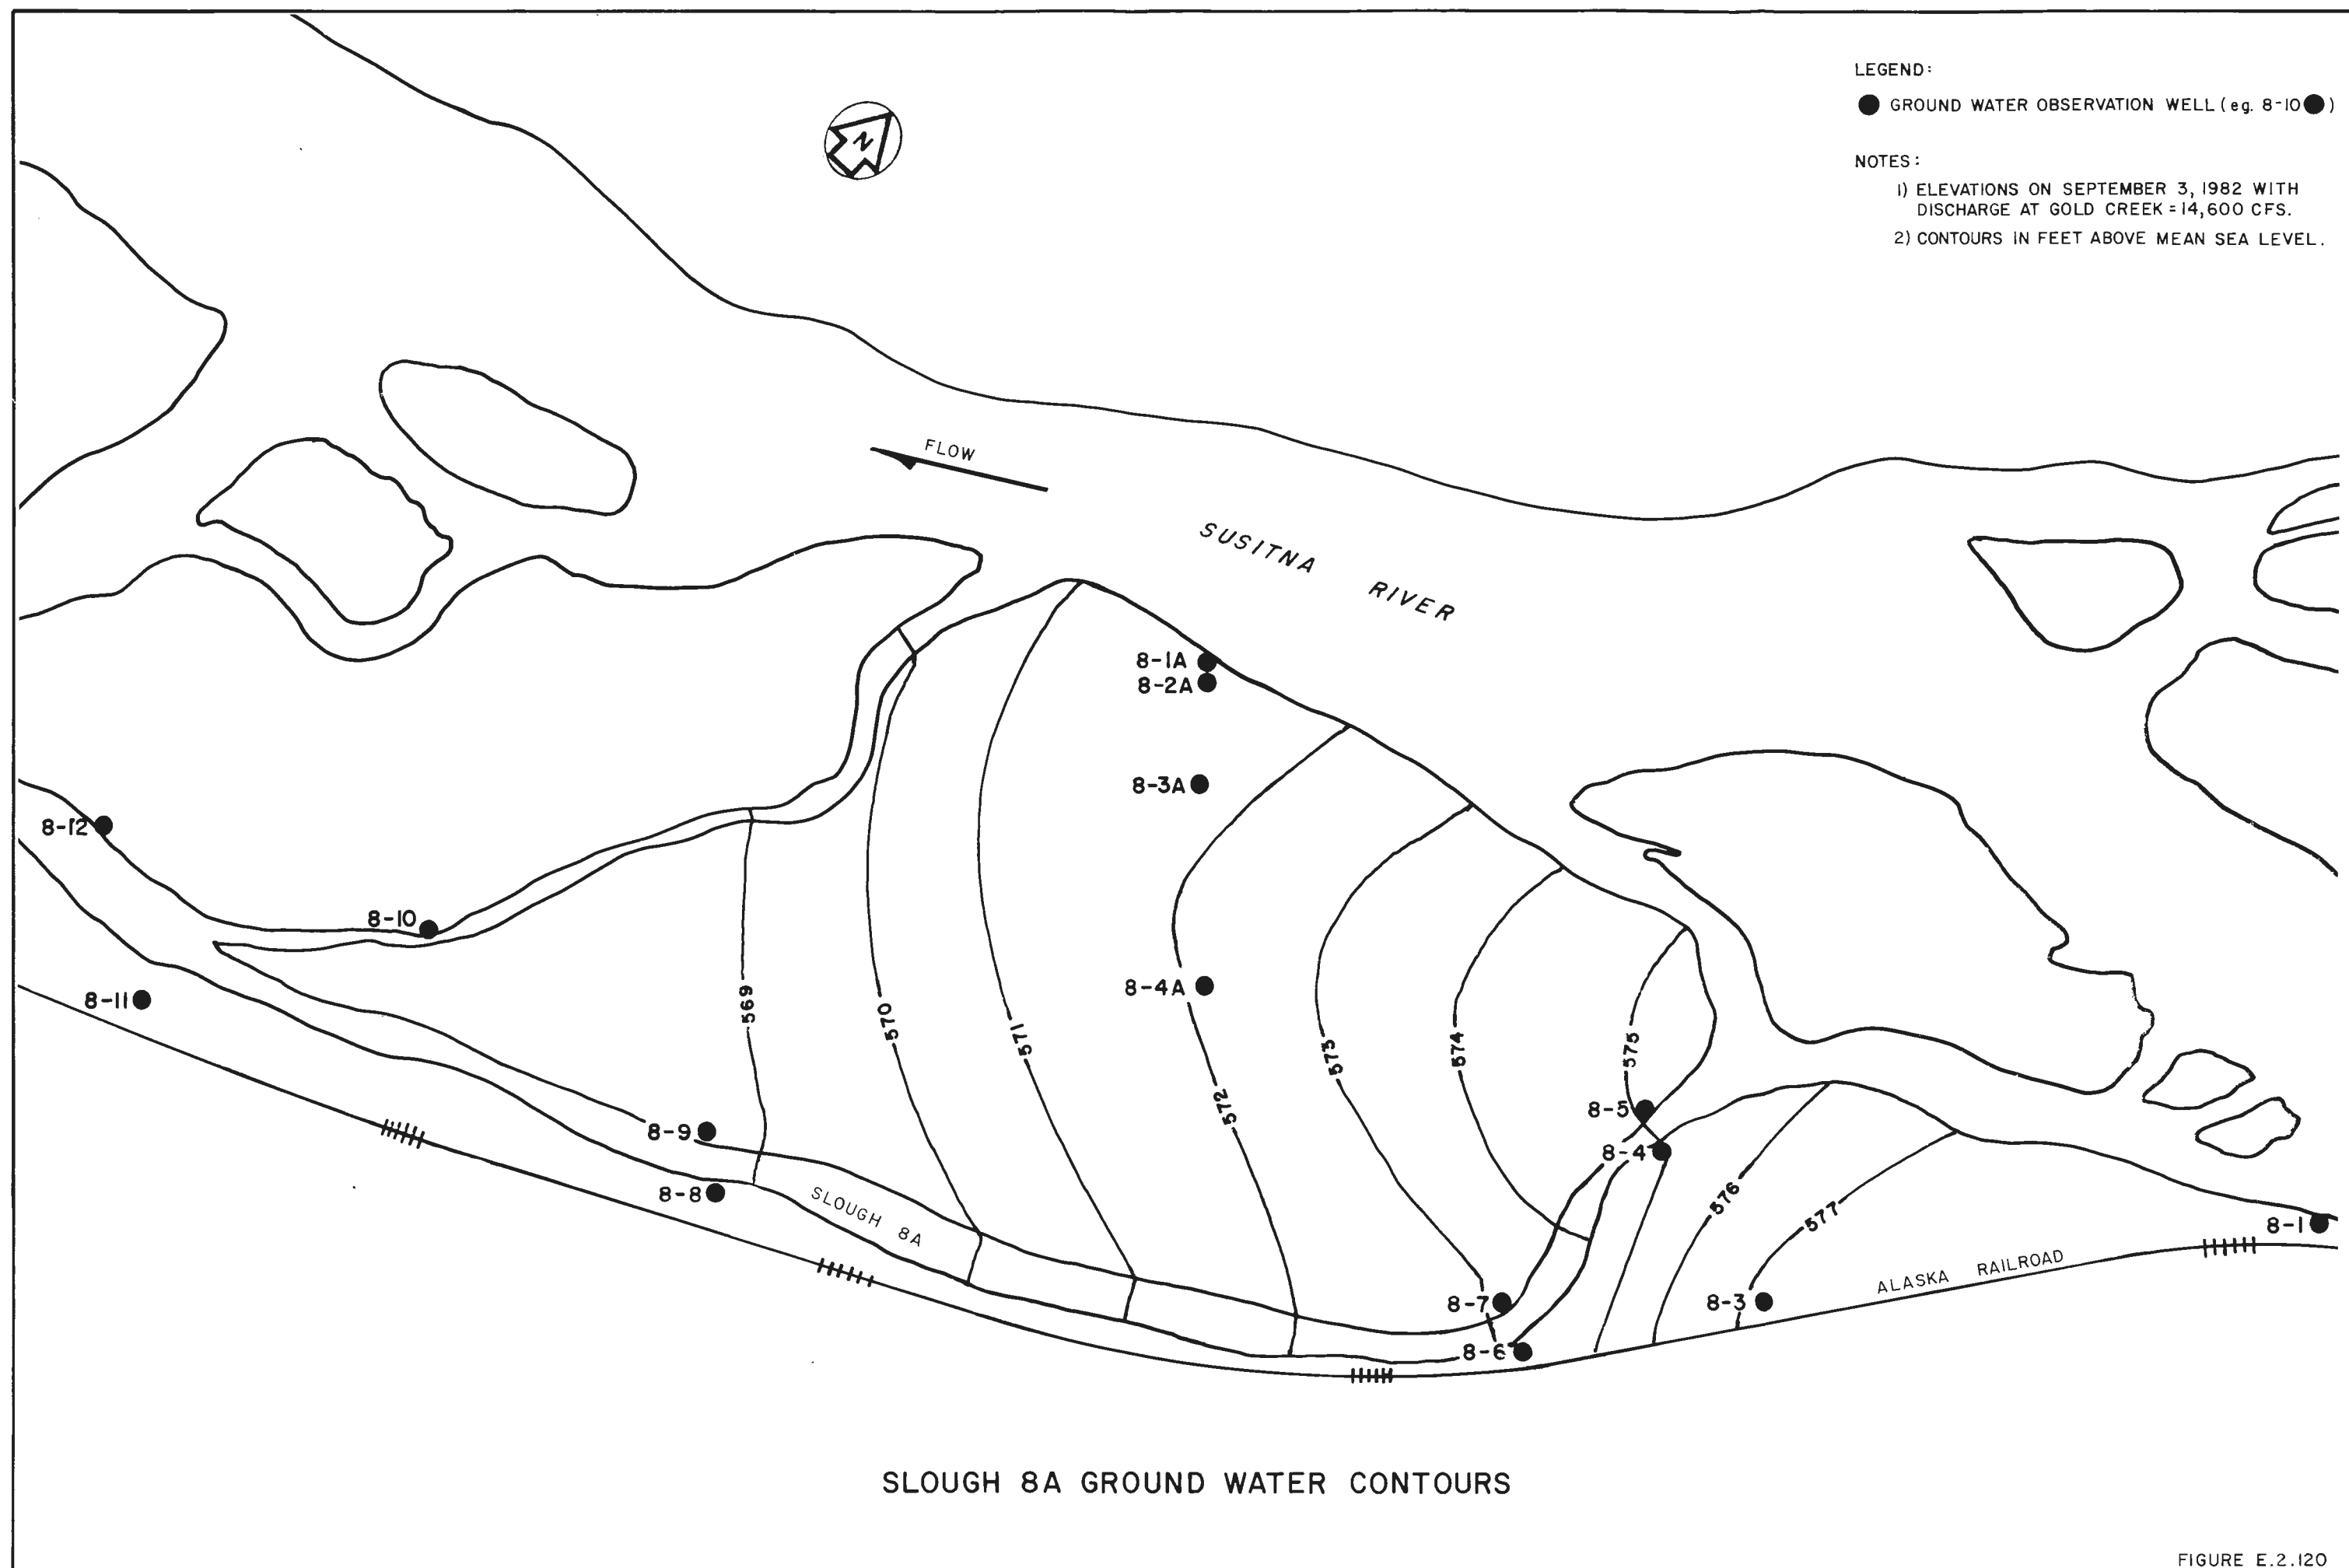 LEGEND:
GROUND WATER OBSERVATION WELL (eg. 8-10 )
NOTES:
1) ELEVATIONS ON SEPTEMBER 3, 1982 WITH
DISCHARGE AT GOLD CREEK = 14,600 CFS.
2) CONTOURS IN FEET ABOVE MEAN SEA LEVEL.
N
FLOW
SUSITNA RIVER
8-1A
8-2A
8-3A
8-12
8-10
8-4A
8-11
569
570
571
572
573
574
575
8-5
8-9
8-4
8-8
SLOUGH 8A
576
577
8-1
ALASKA RAILROAD
8-7
8-3
8-6
SLOUGH 8A GROUND WATER CONTOURS
FIGURE E.2.120